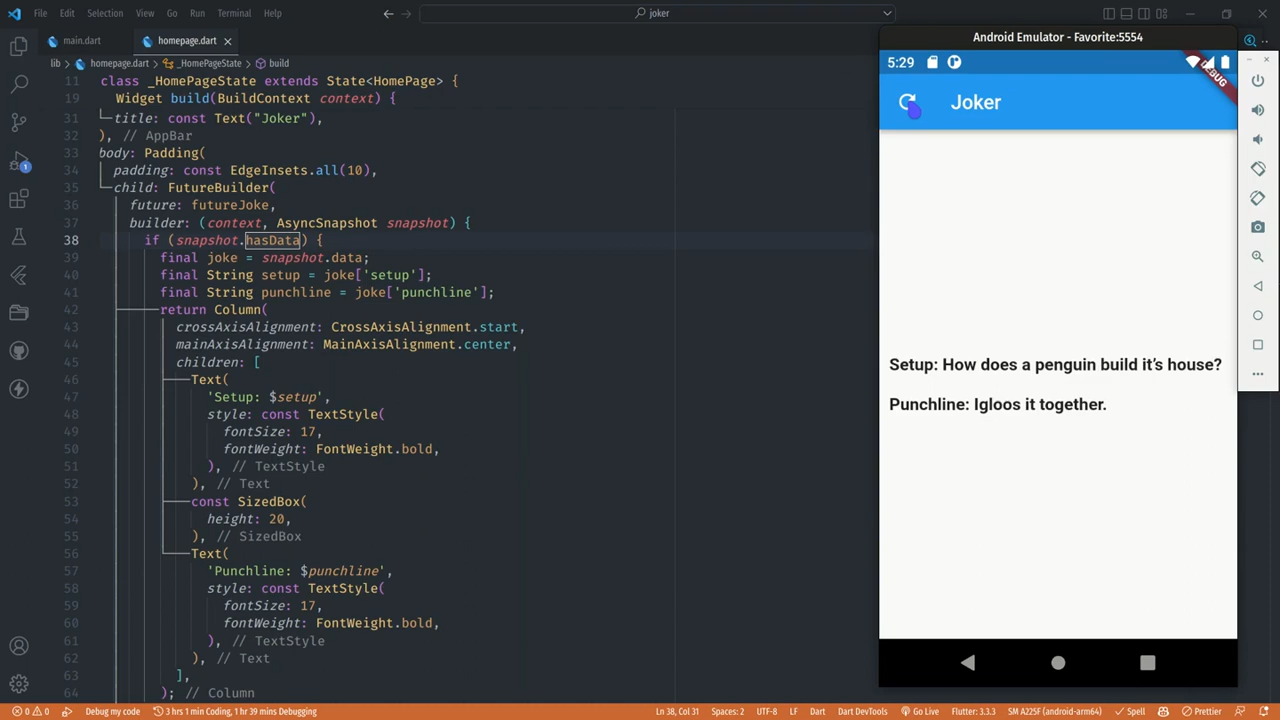 File Edit Selection View Go Run Terminal Help
joker
main.dart
homepage.dart
lib > homepage.dart > _HomePageState > build
11 class _HomePageState extends State<HomePage> {
19 Widget build(BuildContext context) {
31 title: const Text("Joker"),
32 ), // AppBar
33 body: Padding(
34 padding: const EdgeInsets.all(10),
35 child: FutureBuilder(
36 future: futureJoke,
37 builder: (context, AsyncSnapshot snapshot) {
38 if (snapshot.hasData) {
39 final joke = snapshot.data;
40 final String setup = joke['setup'];
41 final String punchline = joke['punchline'];
42 return Column(
43 crossAxisAlignment: CrossAxisAlignment.start,
44 mainAxisAlignment: MainAxisAlignment.center,
45 children: [
46 Text(
47 'Setup: $setup',
48 style: const TextStyle(
49 fontSize: 17,
50 fontWeight: FontWeight.bold,
51 ), // TextStyle
52 ), // Text
53 const SizedBox(
54 height: 20,
55 ), // SizedBox
56 Text(
57 'Punchline: $punchline',
58 style: const TextStyle(
59 fontSize: 17,
60 fontWeight: FontWeight.bold,
61 ), // TextStyle
62 ), // Text
63 ],
64 ); // Column
1
Android Emulator - Favorite:5554
5:29
DEBUG
Joker
Setup: How does a penguin build it’s house?
Punchline: Igloos it together.
0 0 Debug my code 3 hrs 1 min Coding, 1 hr 39 mins Debugging Ln 38, Col 31 Spaces: 2 UTF-8 LF Dart Dart DevTools Go Live Flutter: 3.3.3 SM A225F (android-arm64) Spell Prettier